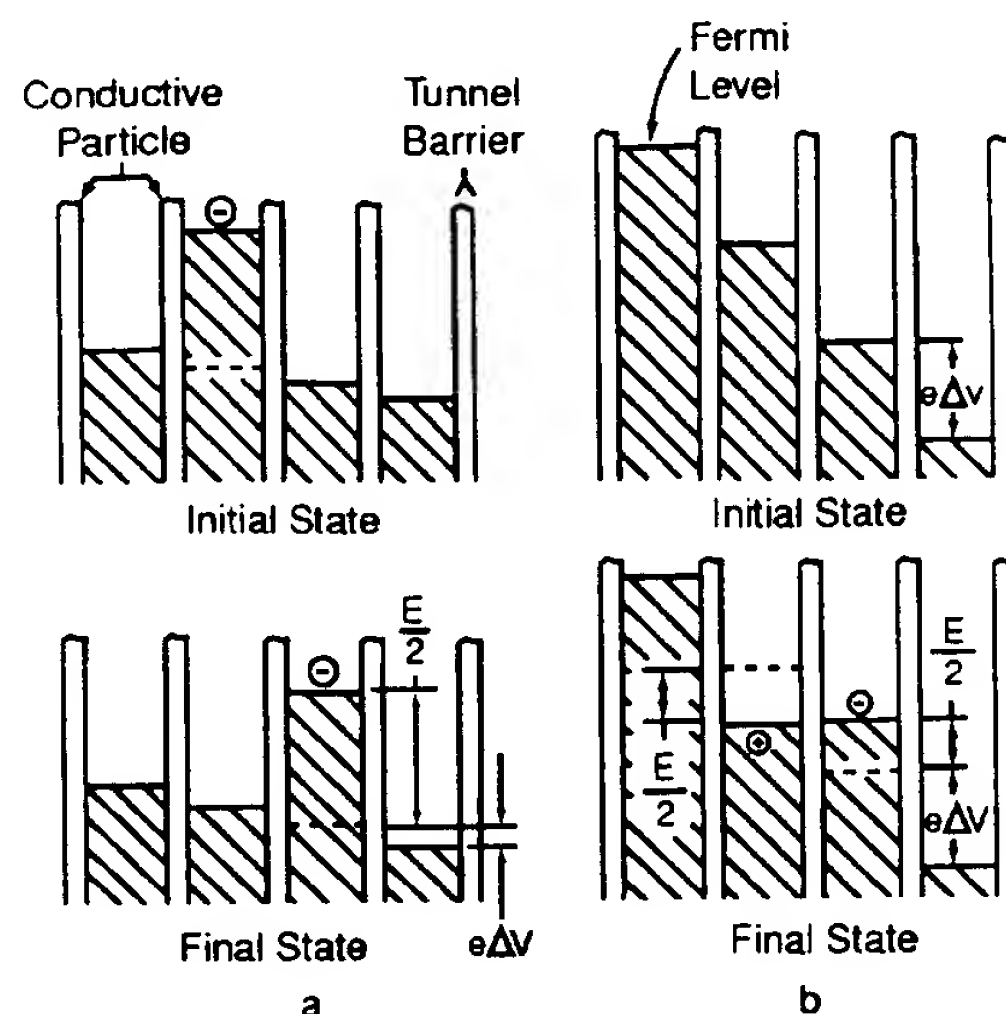 Conductive
Particle
Tunnel
Barrier
Fermi
Level
⊖
eΔV
Initial State
Initial State
E
2
⊖
E
2
⊖
⊕
E
2
eΔV
Final State
eΔV
Final State
a
b